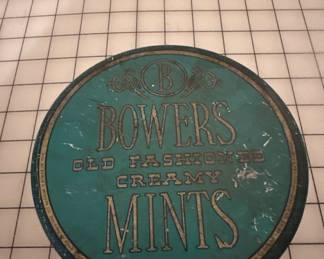 B
BOWER'S
OLD FASHIONED
CREAMY
MINTS